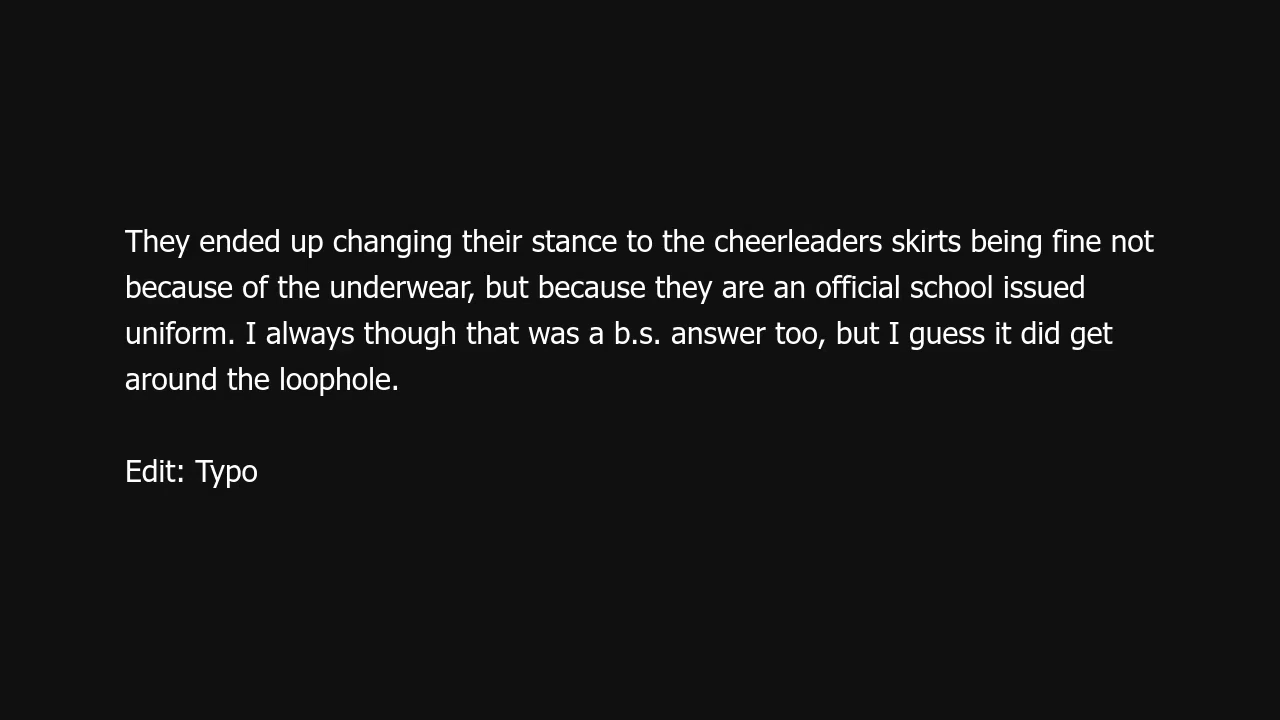 They ended up changing their stance to the cheerleaders skirts being fine not
because of the underwear, but because they are an official school issued
uniform. I always though that was a b.s. answer too, but I guess it did get
around the loophole.
Edit: Typo